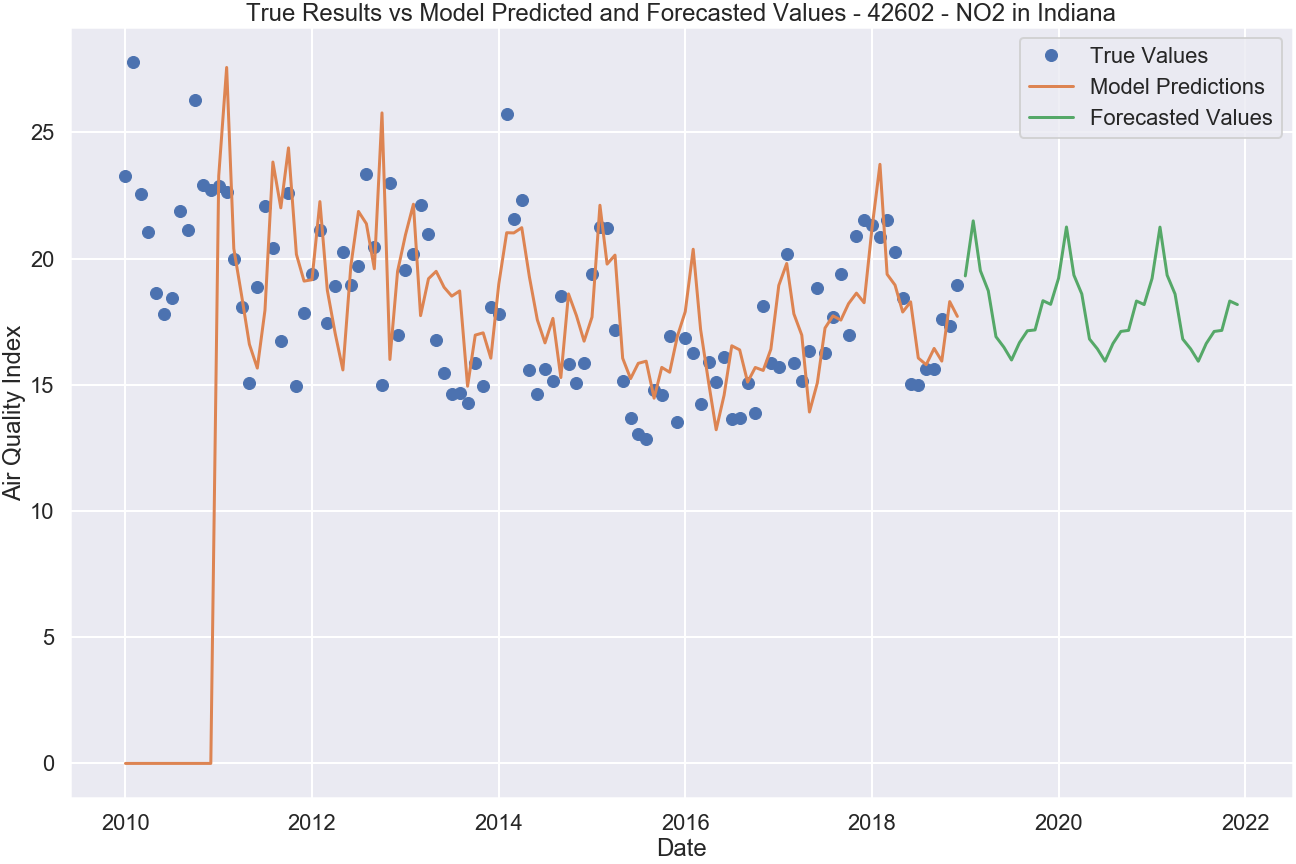 True Results vs Model Predicted and Forecasted Values - 42602 - NO2 in Indiana
True Values
Model Predictions
Forecasted Values
Air Quality Index
25
20
15
10
5
0
2010 2012 2014 2016 2018 2020 2022
Date